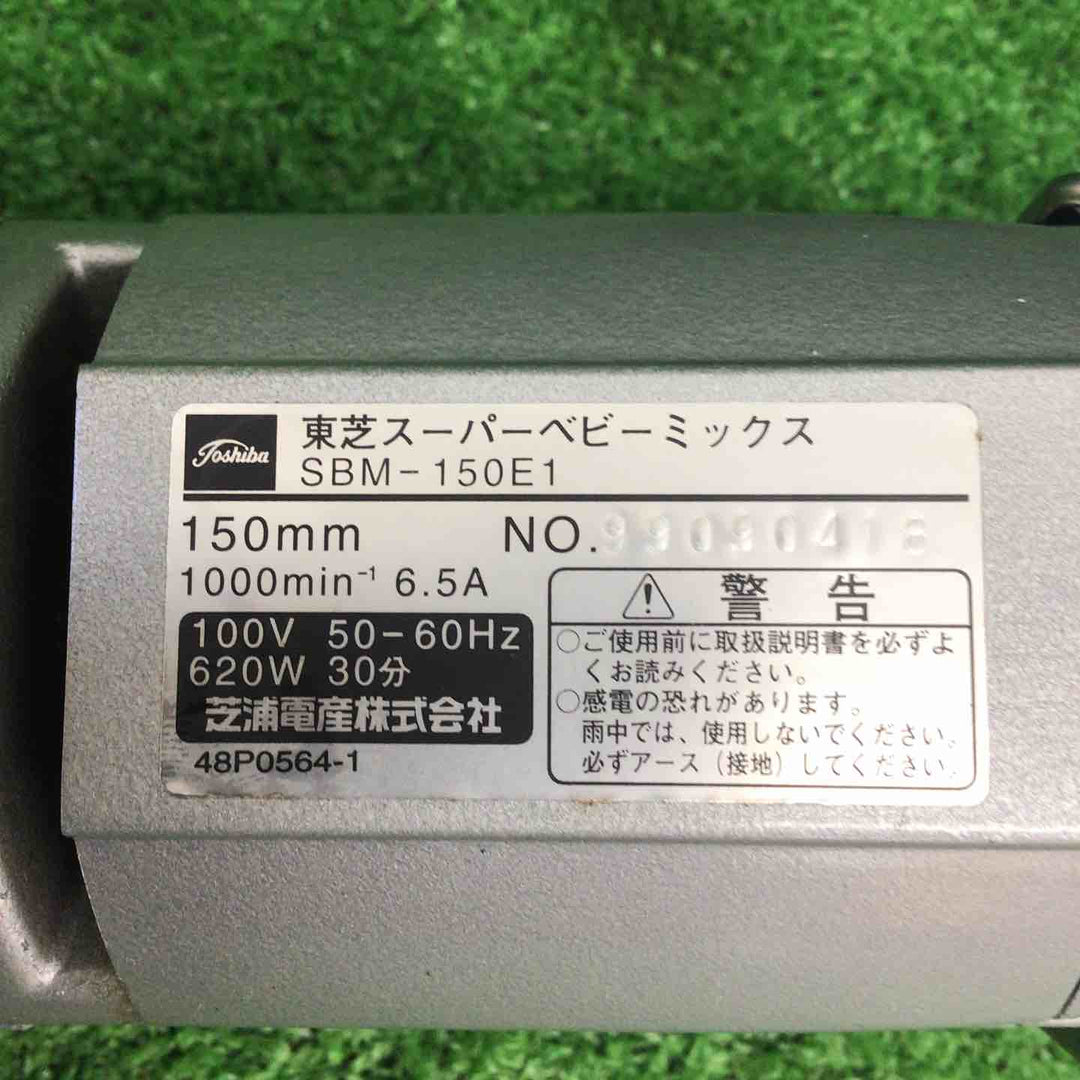 Toshiba
東芝スーパーベビーミックス
SBM-150E1
150mm NO.99090418
1000min⁻¹ 6.5A
100V 50-60Hz
620W 30分
芝浦電産株式会社
48P0564-1
警告
○ご使用前に取扱説明書を必ずよ
くお読みください。
○感電の恐れがあります。
雨中では、使用しないでください。
必ずアース（接地）してください。